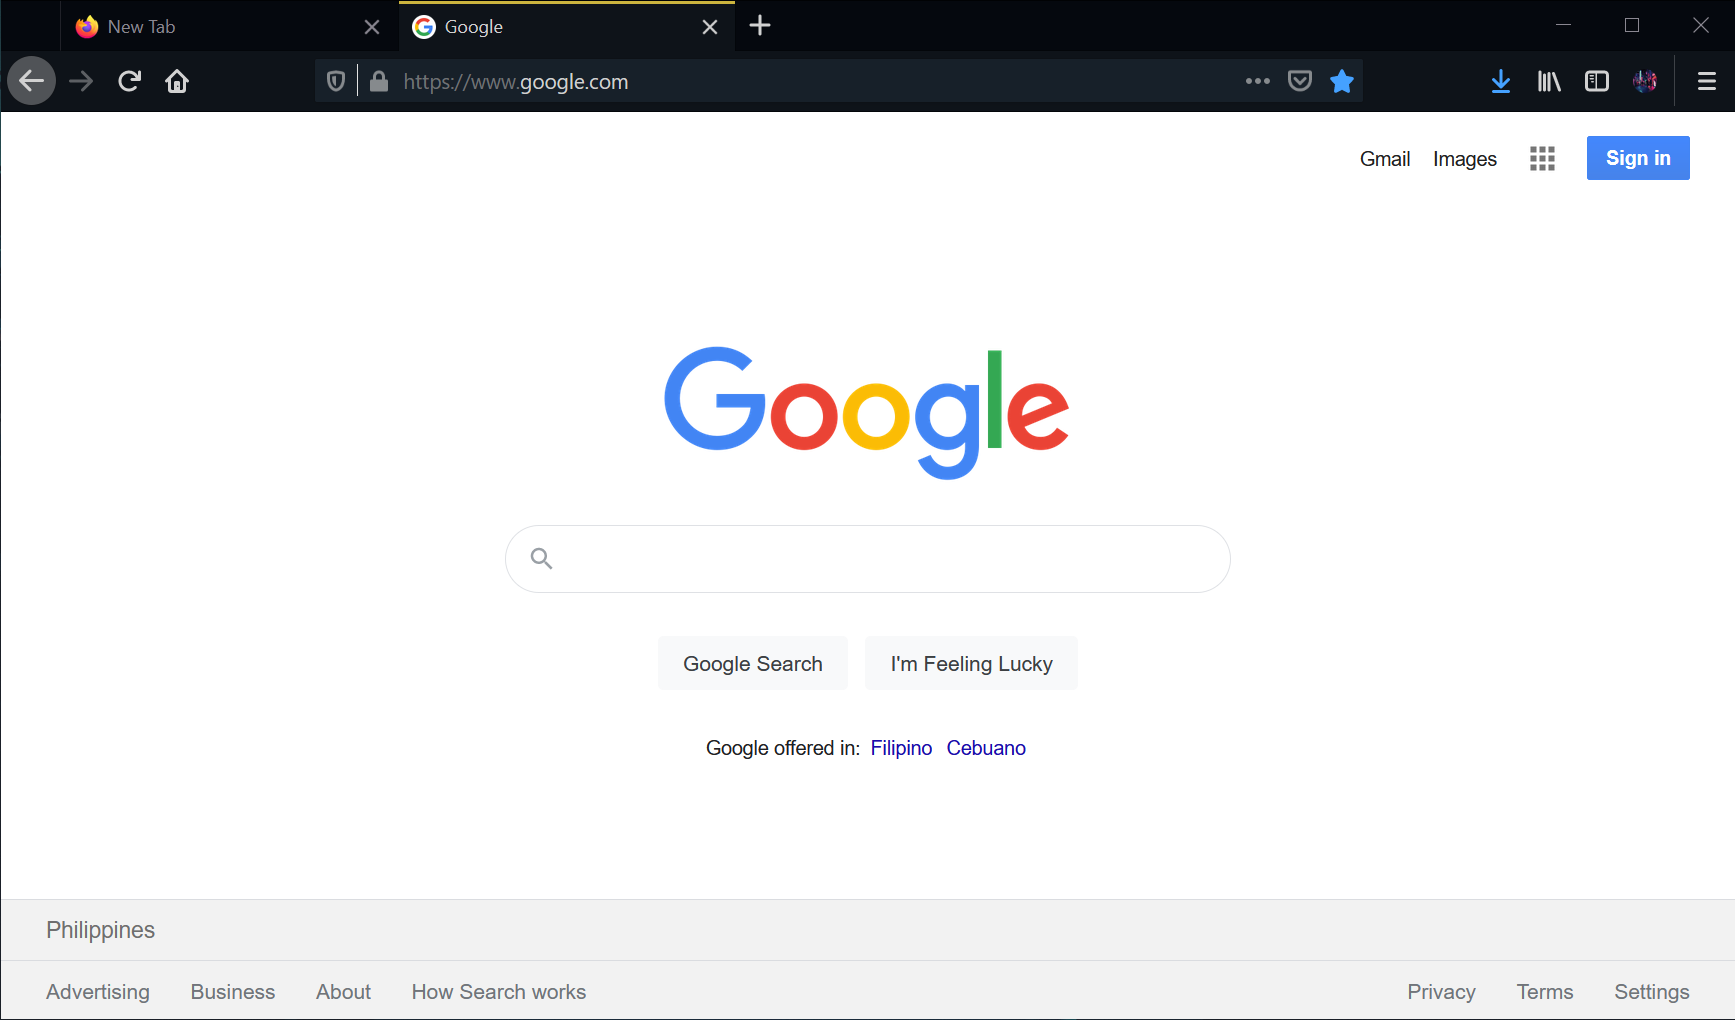 New Tab
Google
https://www.google.com
Gmail Images Sign in
Google
Google Search I'm Feeling Lucky
Google offered in: Filipino Cebuano
Philippines
Advertising Business About How Search works Privacy Terms Settings